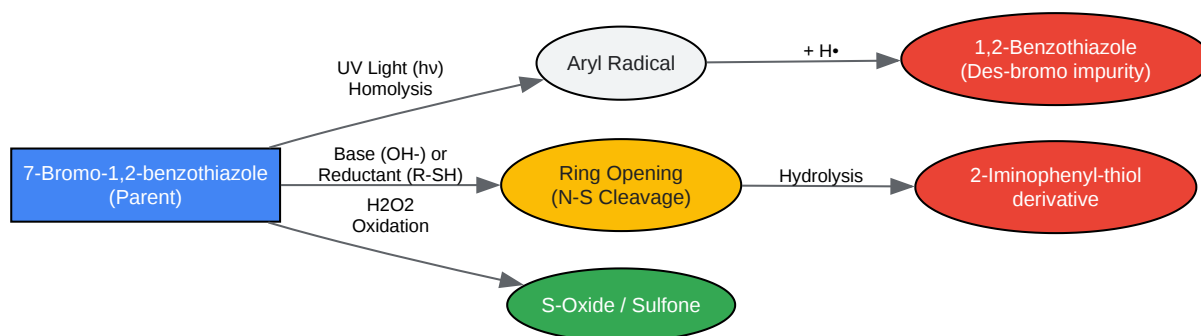 UV Light (hν)
Homolysis
Aryl Radical
+ H•
1,2-Benzothiazole
(Des-bromo impurity)
7-Bromo-1,2-benzothiazole
(Parent)
Base (OH-) or
Reductant (R-SH)
Ring Opening
(N-S Cleavage)
Hydrolysis
2-Iminophenyl-thiol
derivative
H2O2
Oxidation
S-Oxide / Sulfone